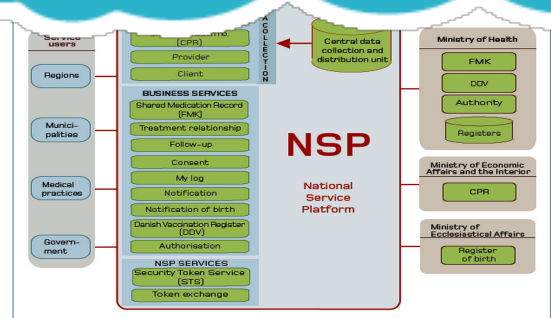 Service
users
Regions
Munici-
palities
Medical
practices
Govern-
ment
(CPR)
Provider
Client
A COLLECTION
BUSINESS SERVICES
Shared Medication Record
(FMK)
Treatment relationship
Follow-up
Consent
My log
Notification
Notification of birth
Danish Vaccination Register
(DDV)
Authorisation
NSP SERVICES
Security Token Service
(STS)
Token exchange
Central data
collection and
distribution unit
NSP
National
Service
Platform
Ministry of Health
FMK
DDV
Authority
Registers
Ministry of Economic
Affairs and the Interior
CPR
Ministry of
Ecclesiastical Affairs
Register
of birth